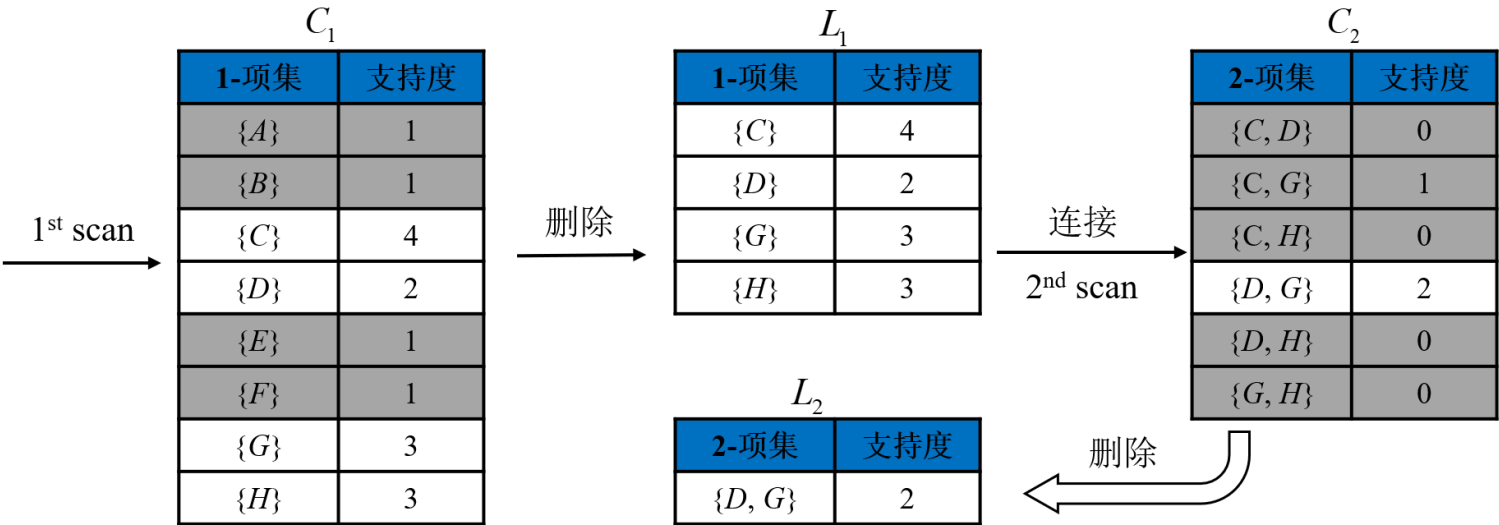 1st scan
C1
1-项集 支持度
{A} 1
{B} 1
{C} 4
{D} 2
{E} 1
{F} 1
{G} 3
{H} 3
删除
L1
1-项集 支持度
{C} 4
{D} 2
{G} 3
{H} 3
连接
2nd scan
C2
2-项集 支持度
{C, D} 0
{C, G} 1
{C, H} 0
{D, G} 2
{D, H} 0
{G, H} 0
删除
L2
2-项集 支持度
{D, G} 2